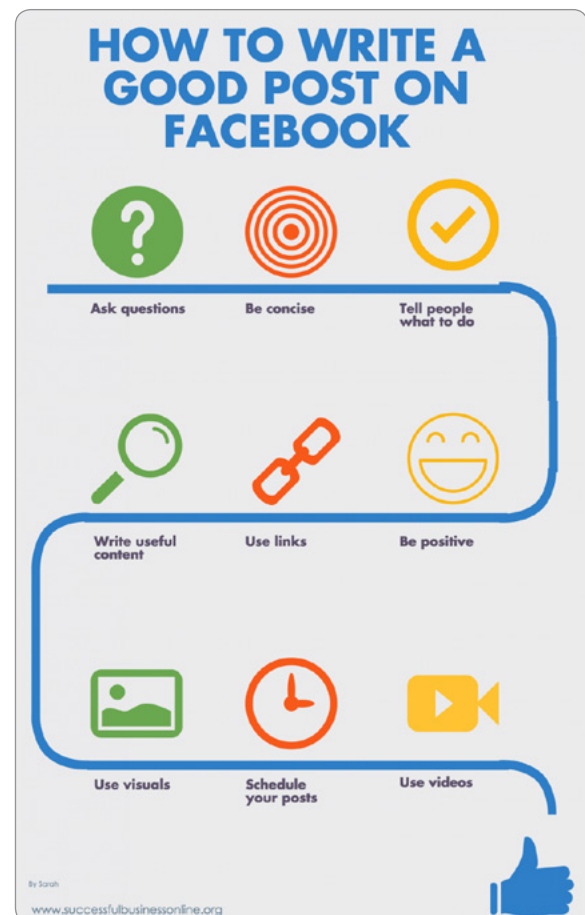 HOW TO WRITE A
GOOD POST ON
FACEBOOK
?
Ask questions
Be concise
Tell people
what to do
Write useful
content
Use links
Be positive
Use visuals
Schedule
your posts
Use videos
By Sarah
www.successfulbusinessonline.org